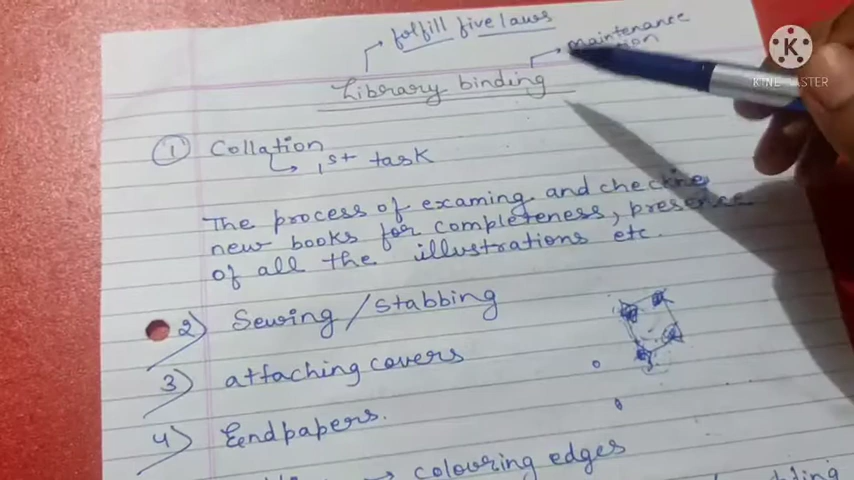 fulfill five laws
maintenance
Library binding
1 Collation
1st task
The process of examing and checking
new books for completeness, presence
of all the illustrations etc.
2) Sewing/stabbing
3) attaching covers
4) Endpapers.
colouring edges
K
KINEMASTER